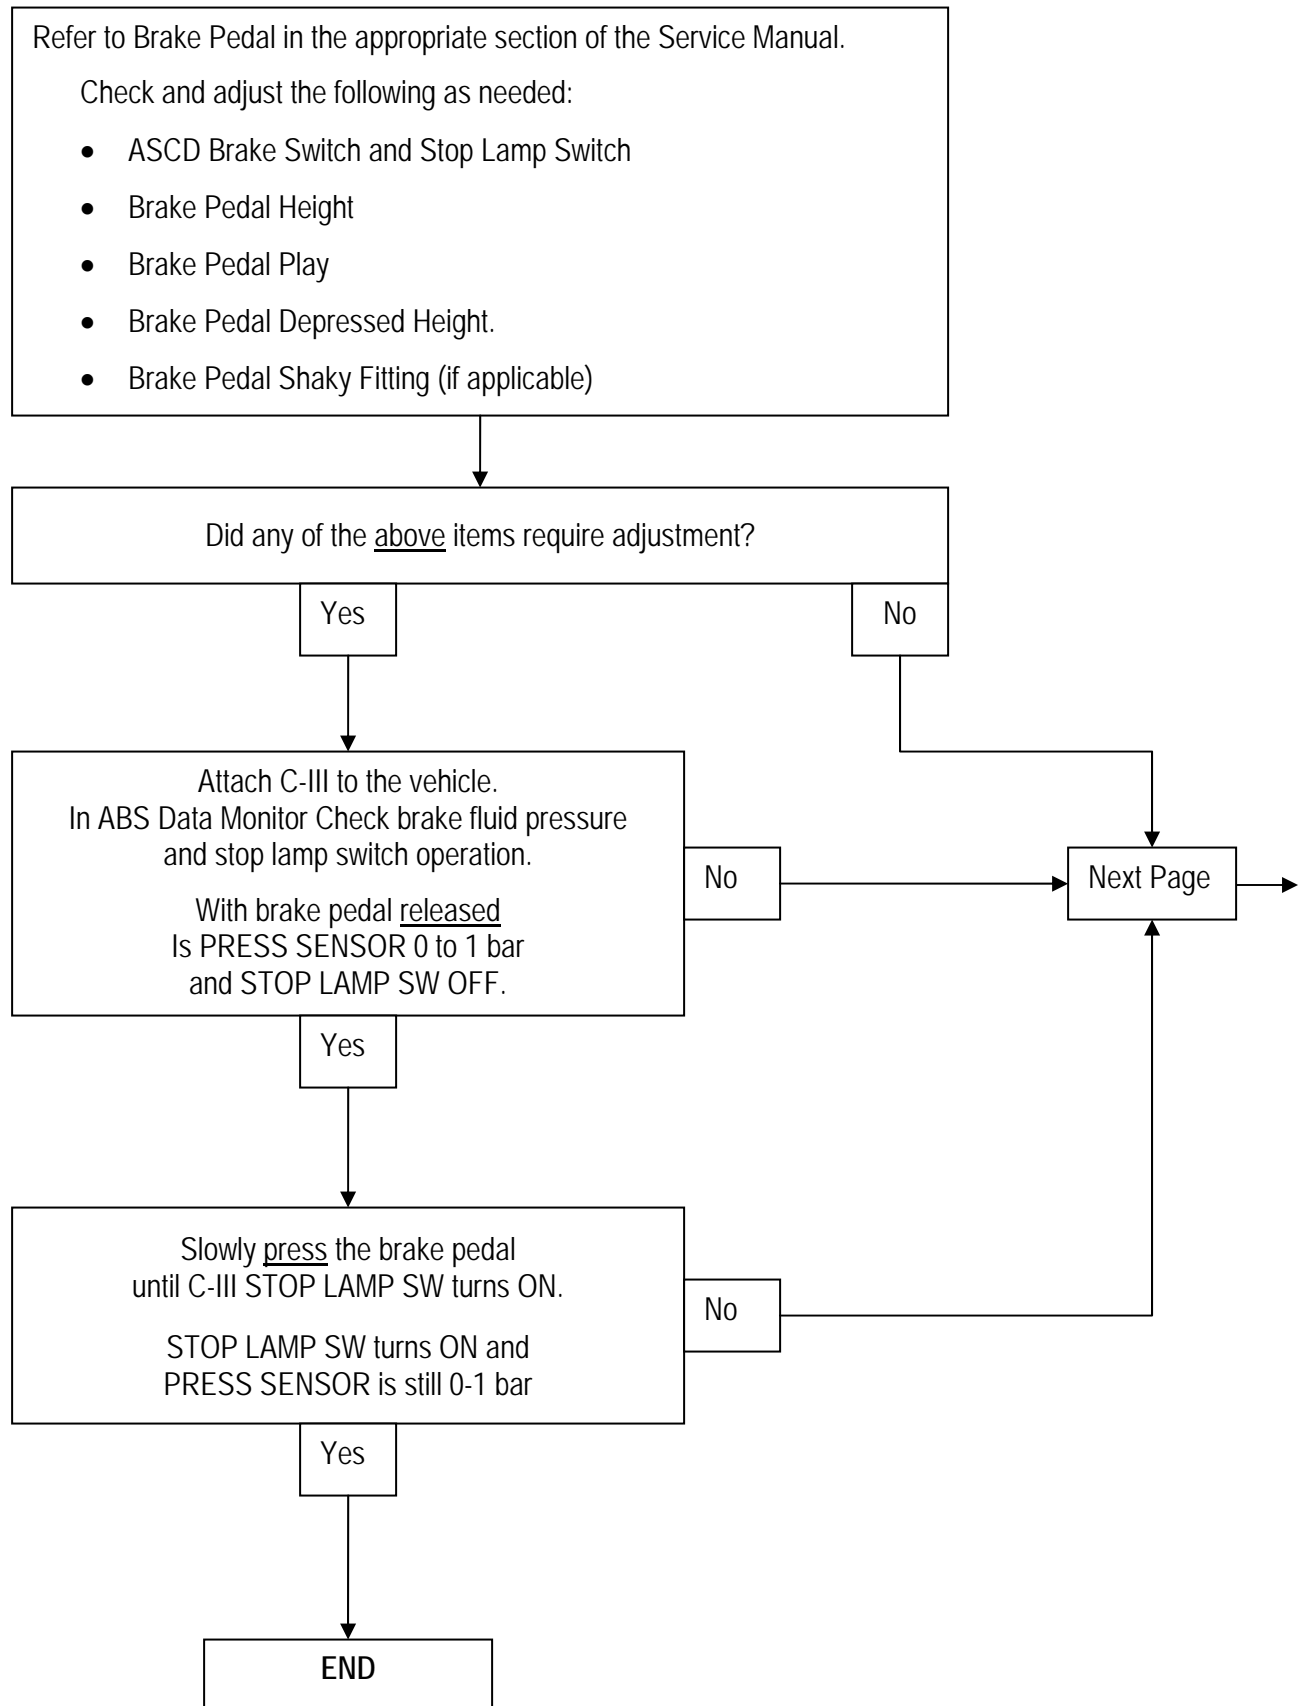 Refer to Brake Pedal in the appropriate section of the Service Manual.
Check and adjust the following as needed:
• ASCD Brake Switch and Stop Lamp Switch
• Brake Pedal Height
• Brake Pedal Play
• Brake Pedal Depressed Height.
• Brake Pedal Shaky Fitting (if applicable)
Did any of the above items require adjustment?
Yes
No
Attach C-III to the vehicle.
In ABS Data Monitor Check brake fluid pressure
and stop lamp switch operation.
With brake pedal released
Is PRESS SENSOR 0 to 1 bar
and STOP LAMP SW OFF.
No
Next Page
Yes
Slowly press the brake pedal
until C-III STOP LAMP SW turns ON.
STOP LAMP SW turns ON and
PRESS SENSOR is still 0-1 bar
No
Yes
END